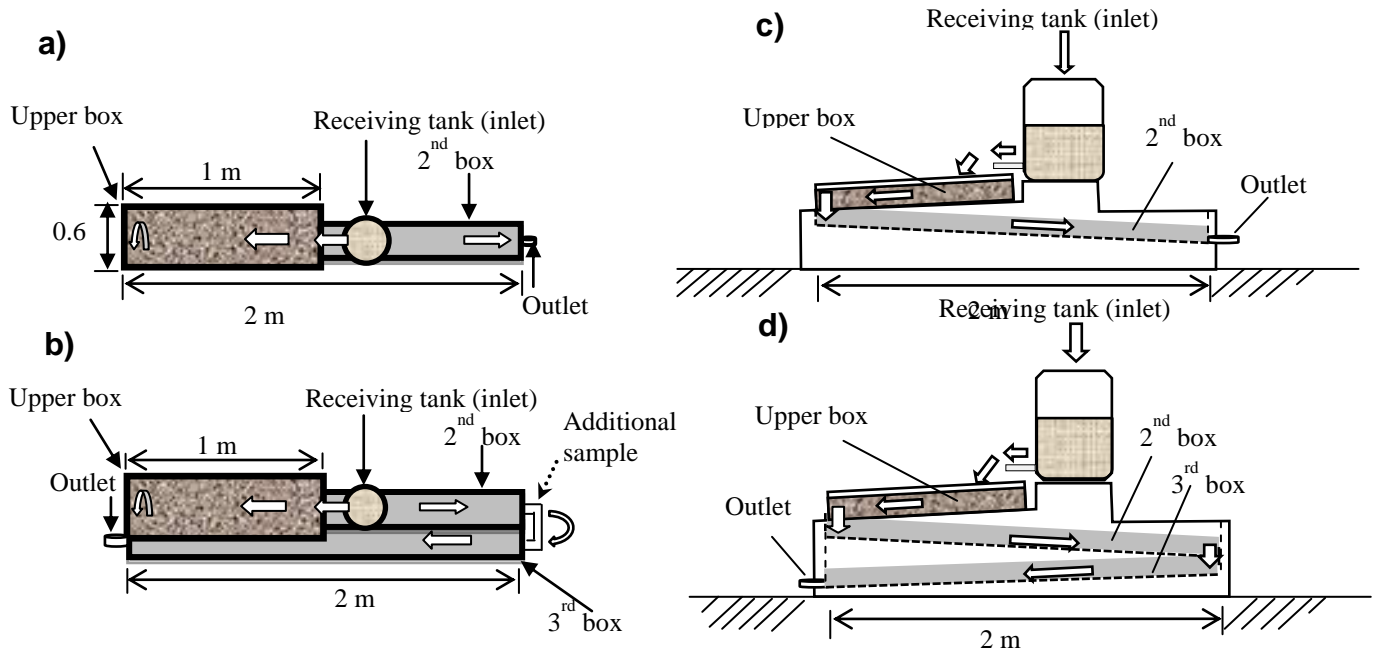 a)
Upper box
Receiving tank (inlet)
2nd box
1 m
0.6
Outlet
2 m
b)
Upper box
Receiving tank (inlet)
2nd box
Additional
sample
1 m
Outlet
2 m
3rd box
c)
Receiving tank (inlet)
Upper box
2nd box
Outlet
2 m
d)
Receiving tank (inlet)
Upper box
2nd box
3rd box
Outlet
2 m